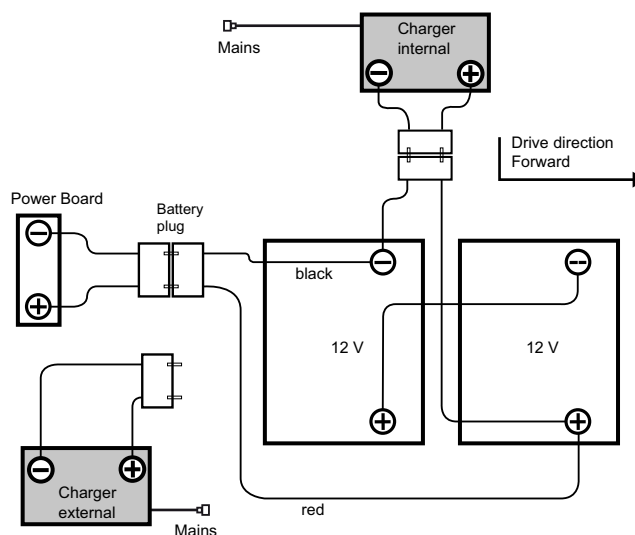 Charger
internal
Mains
Drive direction
Forward
Power Board
Battery
plug
black
12 V
12 V
Charger
external
Mains
red